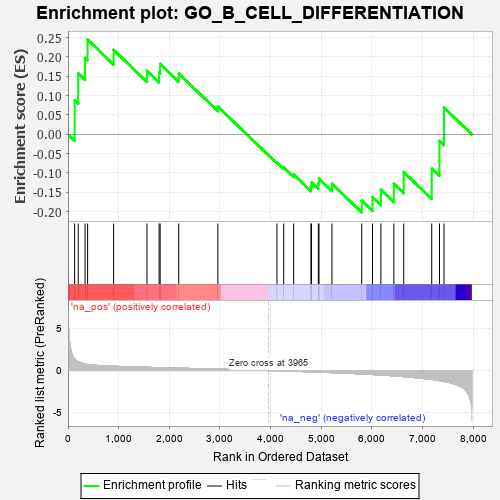 Enrichment plot: GO_B_CELL_DIFFERENTIATION
Enrichment score (ES)
0.25
0.20
0.15
0.10
0.05
0.00
-0.05
-0.10
-0.15
-0.20
'na_pos' (positively correlated)
Ranked list metric (PreRanked)
5
0
-5
Zero cross at 3965
'na_neg' (negatively correlated)
0 1,000 2,000 3,000 4,000 5,000 6,000 7,000 8,000
Rank in Ordered Dataset
Enrichment profile Hits Ranking metric scores